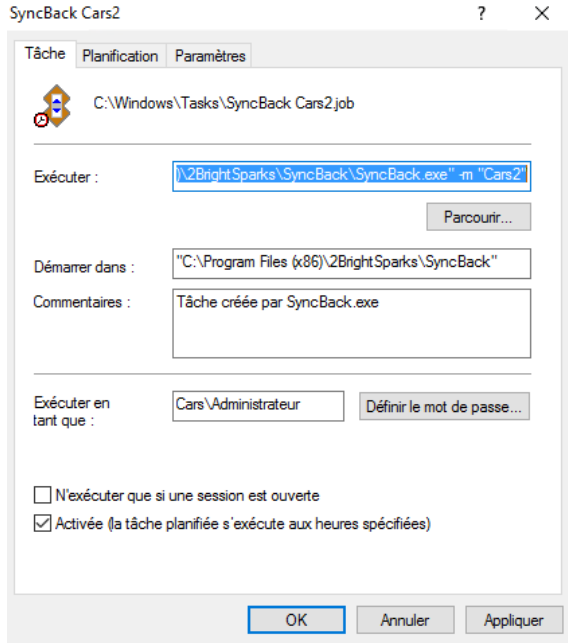 SyncBack Cars2
? ×
Tâche Planification Paramètres
C:\Windows\Tasks\SyncBack Cars2.job
Exécuter :
)\2BrightSparks\SyncBack\SyncBack.exe" -m "Cars2"
Parcourir...
Démarrer dans :
"C:\Program Files (x86)\2BrightSparks\SyncBack"
Commentaires :
Tâche créée par SyncBack.exe
Exécuter en
tant que :
Cars\Administrateur
Définir le mot de passe...
N'exécuter que si une session est ouverte
Activée (la tâche planifiée s'exécute aux heures spécifiées)
OK Annuler Appliquer